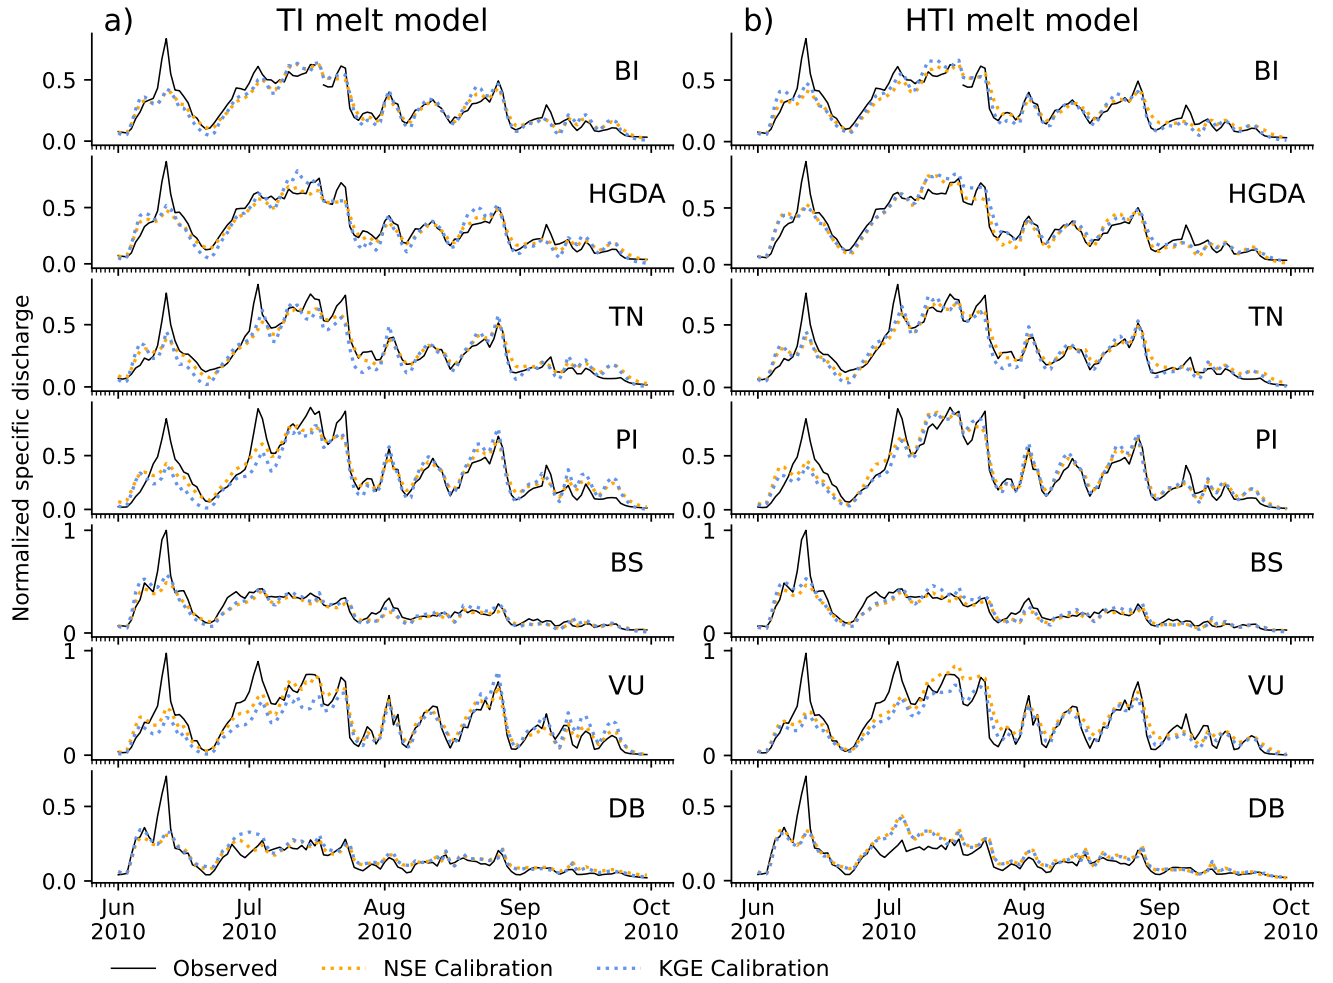 a) TI melt model b) HTI melt model
0.5 BI 0.5 BI
0.0 0.0
HGDA HGDA
0.5 0.5
0.0 0.0
TN TN
0.5 0.5
0.0 0.0
PI PI
0.5 0.5
0.0 0.0
1 1
BS BS
0 0
1 1
VU VU
0 0
0.5 DB 0.5 DB
0.0 0.0
Normalized specific discharge
Jun Jul Aug Sep Oct Jun Jul Aug Sep Oct
2010 2010 2010 2010 2010 2010 2010 2010 2010 2010
Observed NSE Calibration KGE Calibration